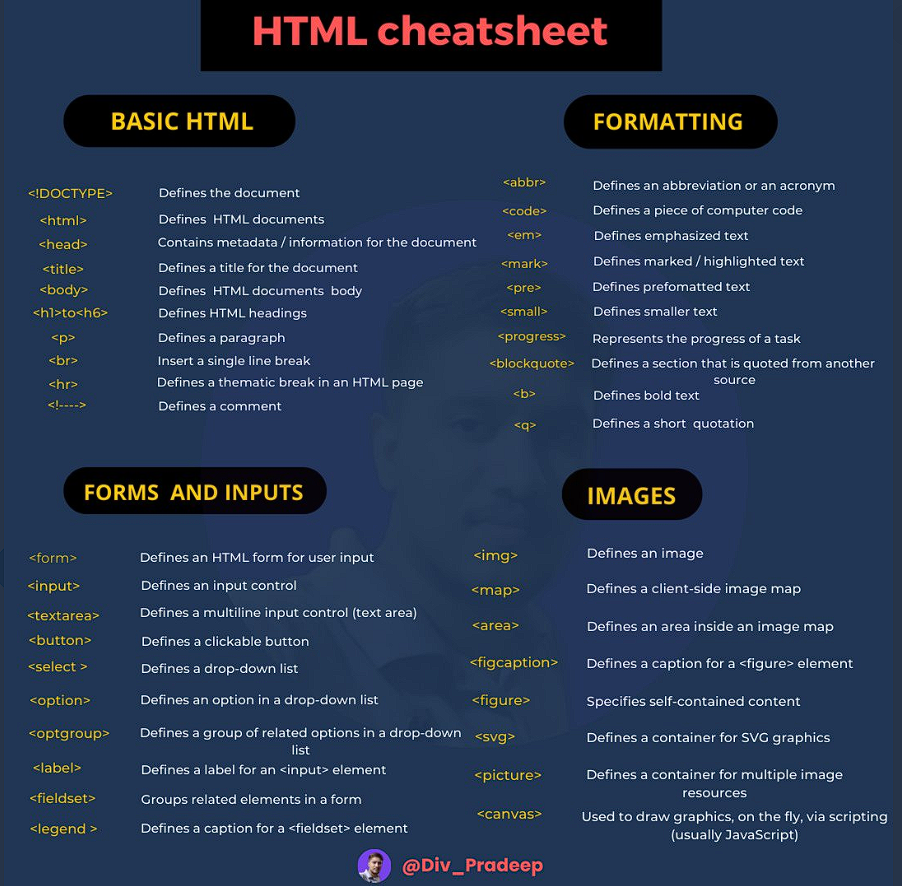 HTML cheatsheet
BASIC HTML
<!DOCTYPE> Defines the document
<html> Defines HTML documents
<head> Contains metadata / information for the document
<title> Defines a title for the document
<body> Defines HTML documents body
<h1>to<h6> Defines HTML headings
<p> Defines a paragraph
<br> Insert a single line break
<hr> Defines a thematic break in an HTML page
<!----> Defines a comment
FORMATTING
<abbr> Defines an abbreviation or an acronym
<code> Defines a piece of computer code
<em> Defines emphasized text
<mark> Defines marked / highlighted text
<pre> Defines prefomatted text
<small> Defines smaller text
<progress> Represents the progress of a task
<blockquote> Defines a section that is quoted from another
source
<b> Defines bold text
<q> Defines a short quotation
FORMS AND INPUTS
<form> Defines an HTML form for user input
<input> Defines an input control
<textarea> Defines a multiline input control (text area)
<button> Defines a clickable button
<select > Defines a drop-down list
<option> Defines an option in a drop-down list
<optgroup> Defines a group of related options in a drop-down
list
<label> Defines a label for an <input> element
<fieldset> Groups related elements in a form
<legend > Defines a caption for a <fieldset> element
IMAGES
<img> Defines an image
<map> Defines a client-side image map
<area> Defines an area inside an image map
<figcaption> Defines a caption for a <figure> element
<figure> Specifies self-contained content
<svg> Defines a container for SVG graphics
<picture> Defines a container for multiple image
resources
<canvas> Used to draw graphics, on the fly, via scripting
(usually JavaScript)
@Div_Pradeep